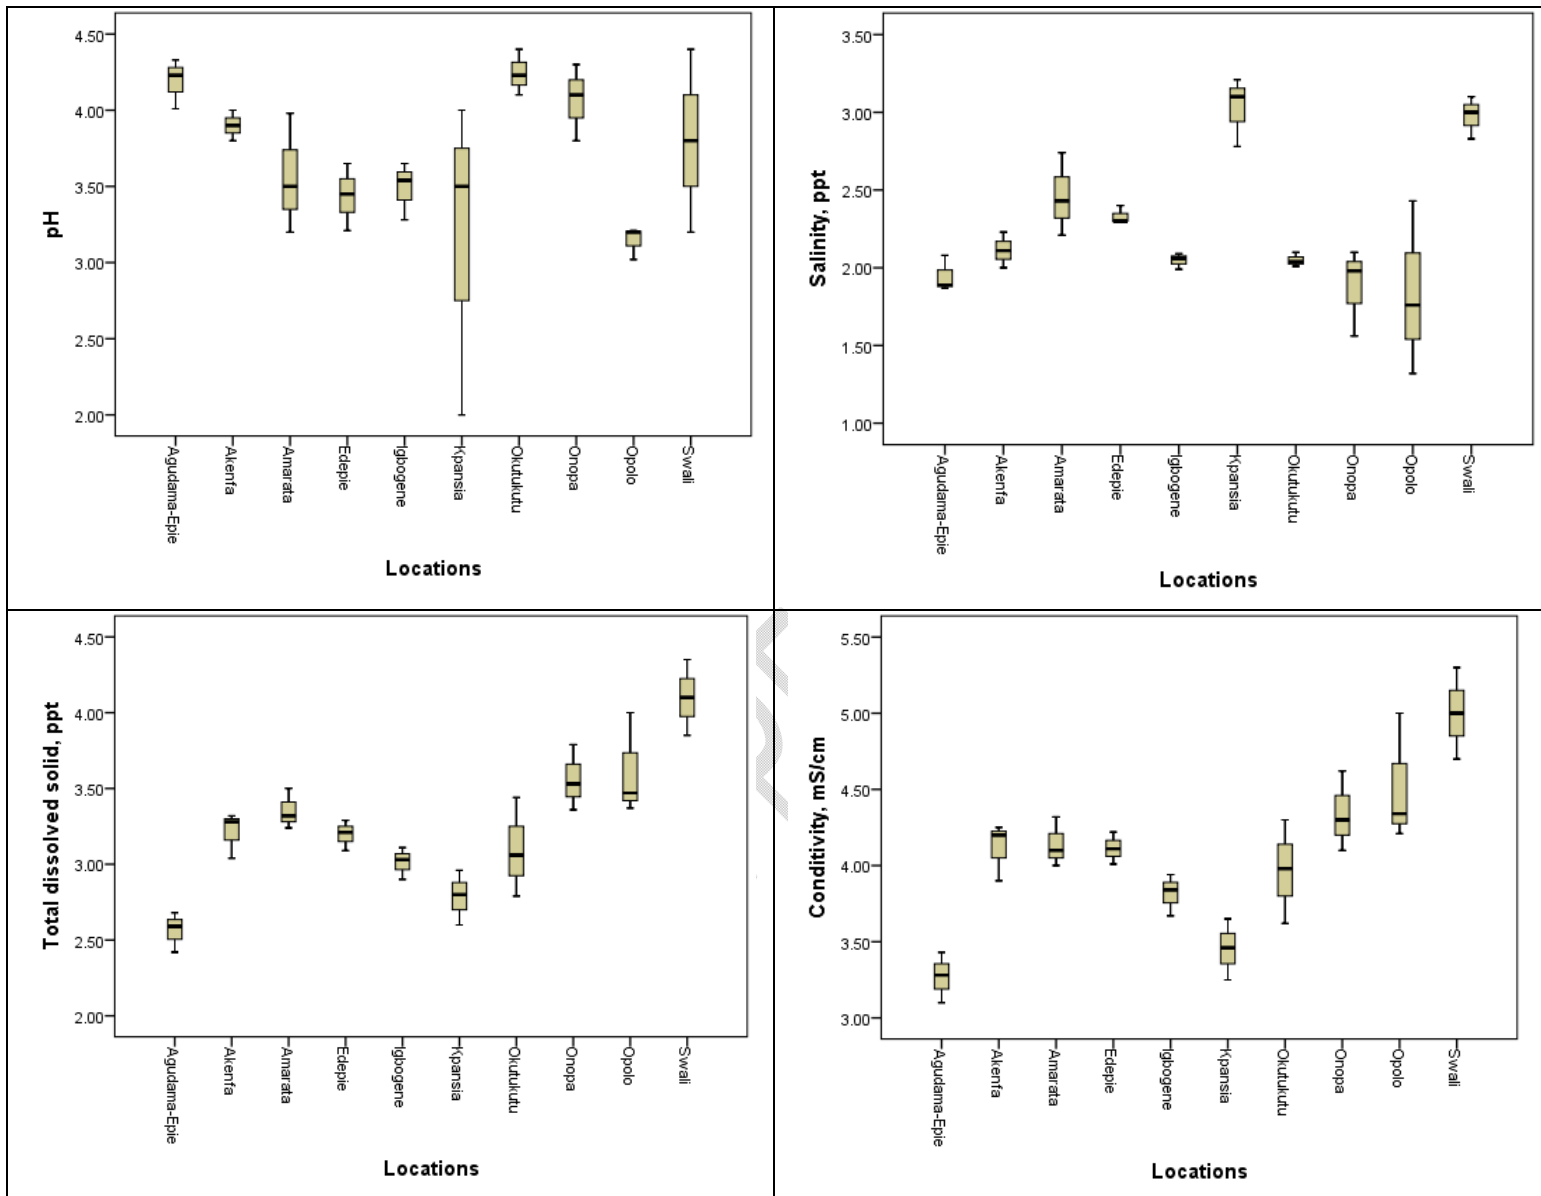 4.50
4.00
3.50
3.00
2.50
2.00
pH
Agudama-Epie
Akenfa
Amarata
Edepie
Igbogene
Kpansia
Okutukutu
Onopa
Opolo
Swali
Locations
3.50
3.00
2.50
2.00
1.50
1.00
Salinity, ppt
Agudama-Epie
Akenfa
Amarata
Edepie
Igbogene
Kpansia
Okutukutu
Onopa
Opolo
Swali
Locations
4.50
4.00
3.50
3.00
2.50
2.00
Total dissolved solid, ppt
Agudama-Epie
Akenfa
Amarata
Edepie
Igbogene
Kpansia
Okutukutu
Onopa
Opolo
Swali
Locations
5.50
5.00
4.50
4.00
3.50
3.00
Conditivity, mS/cm
Agudama-Epie
Akenfa
Amarata
Edepie
Igbogene
Kpansia
Okutukutu
Onopa
Opolo
Swali
Locations